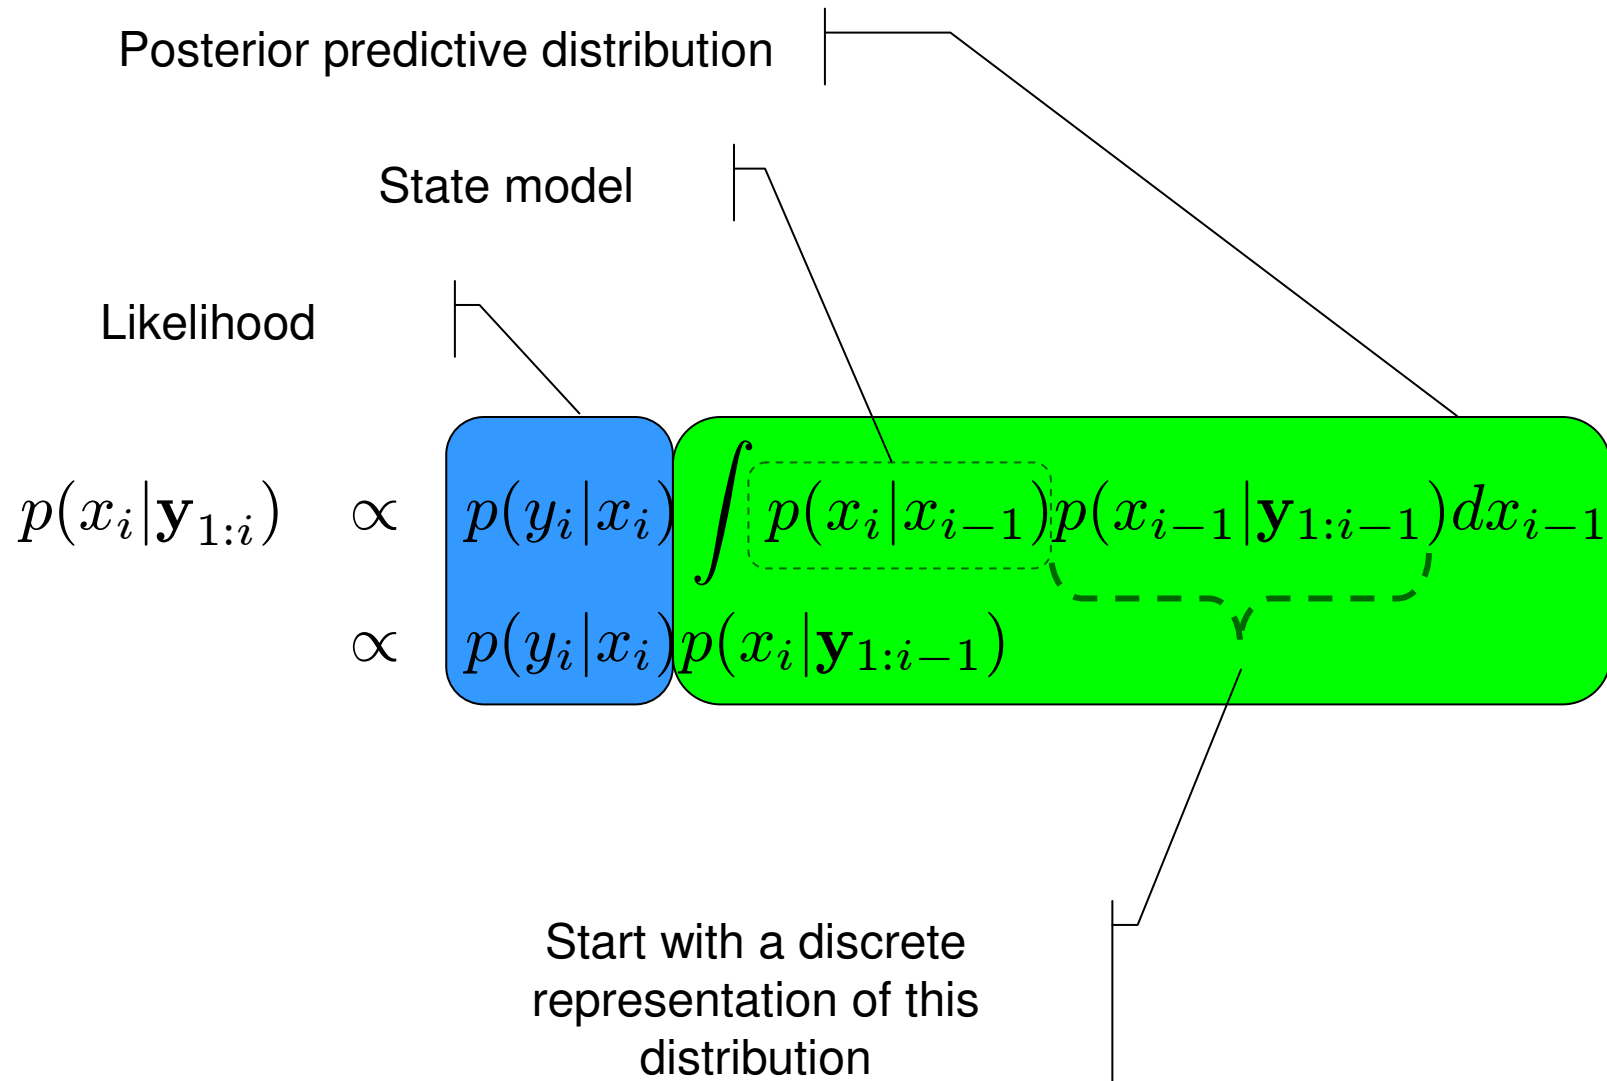 Posterior predictive distribution
State model
Likelihood
p(x_i|𝐲_{1:i}) ∝ p(y_i|x_i) ∫ p(x_i|x_{i−1})p(x_{i−1}|𝐲_{1:i−1})dx_{i−1}
∝ p(y_i|x_i)p(x_i|𝐲_{1:i−1})
Start with a discrete
representation of this
distribution